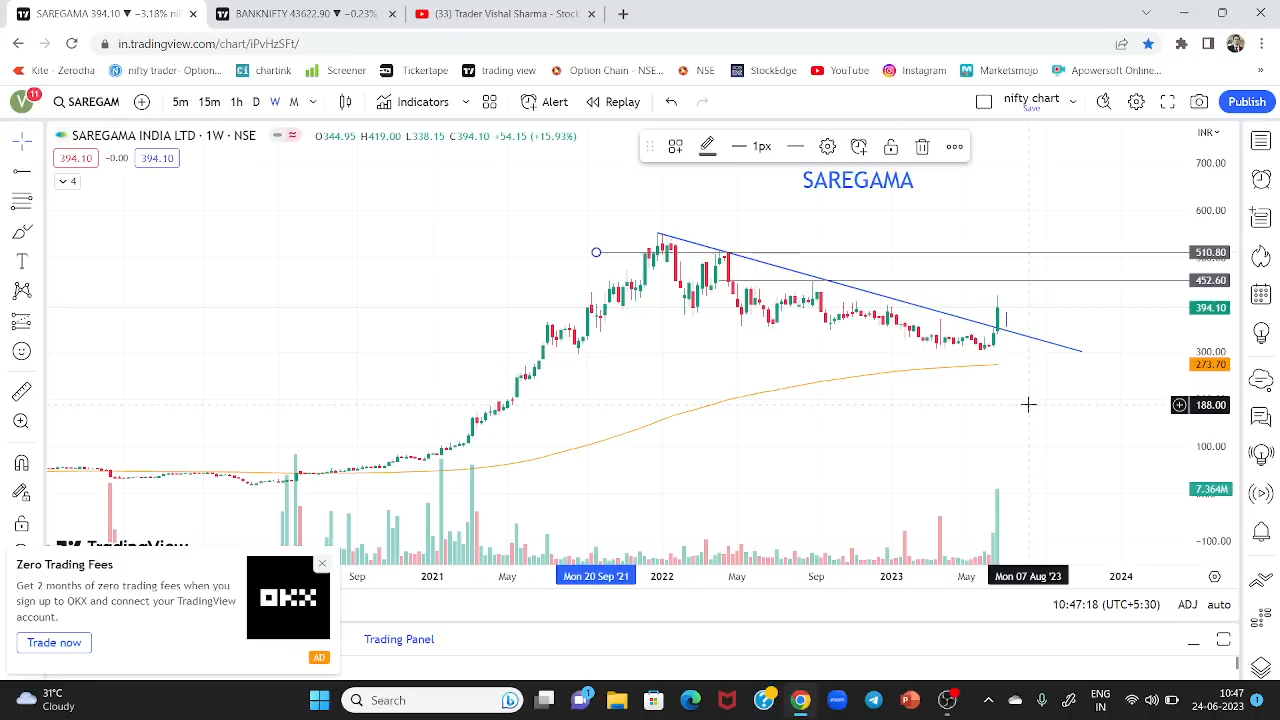 SAREGAMA 394.10 ▼ −3.18% nif
BANKNIFTY 43622.90 ▼ −0.23%
(33) Trader Vishal Sharma - Stock
in.tradingview.com/chart/iPvHzSFt/
Kite - Zerodha
nifty trader - Option...
chartink
Screener
Tickertape
trading view
Option Chain - NSE...
NSE
StockEdge
YouTube
Instagram
Marketsmojo
Apowersoft Online...
»
V 11
SAREGAM
5m 15m 1h D W M
Indicators
Alert
Replay
nifty chart
Save
Publish
SAREGAMA INDIA LTD · 1W · NSE
O344.95 H419.00 L338.15 C394.10 +54.15 (+15.93%)
INR
394.10 −0.00 394.10
4
1px
SAREGAMA
700.00
600.00
510.80
452.60
394.10
300.00
273.70
188.00
100.00
7.364M
−100.00
TradingView
Sep 2021 May Mon 20 Sep '21 2022 May Sep 2023 May Mon 07 Aug '23 2024
Zero Trading Fees
Get 2 months of zero trading fees when you
sign up to OKX and connect your TradingView
account.
Trade now
OKX
AD
10:47:18 (UTC+5:30) ADJ auto
Trading Panel
31°C
Cloudy
Search
1
zoom
P
ENG
IN
10:47
24-06-2023
1